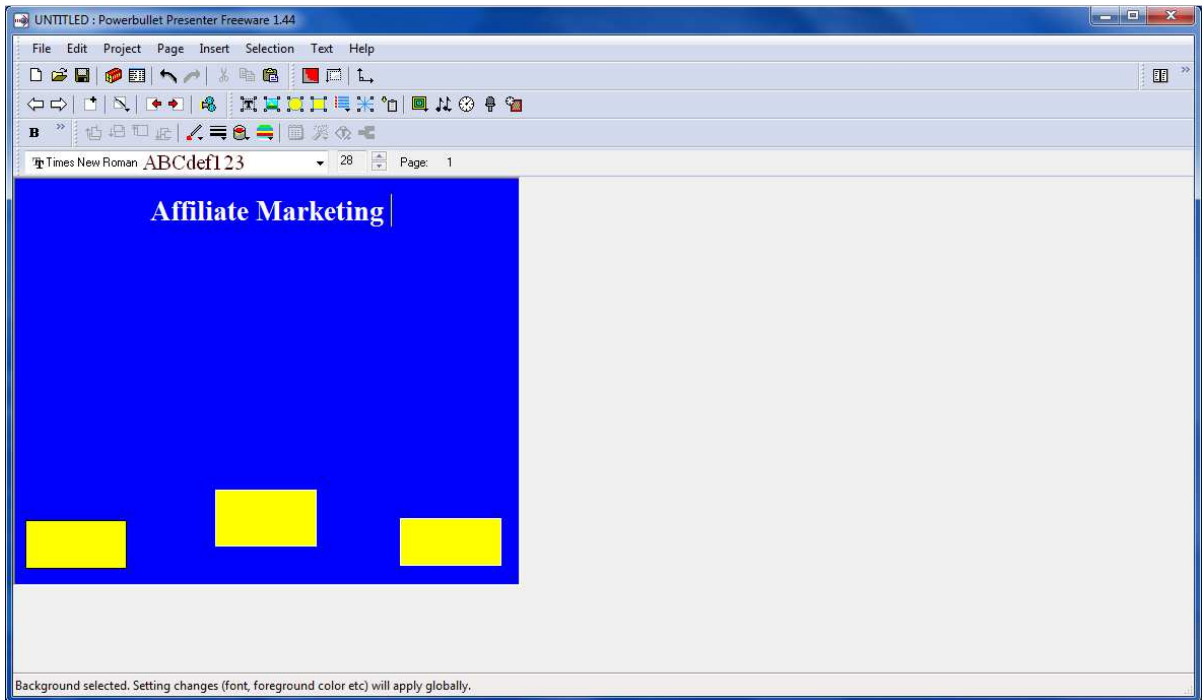 UNTITLED : Powerbullet Presenter Freeware 1.44
File Edit Project Page Insert Selection Text Help
B
Times New Roman ABCdef123 28 Page: 1
Affiliate Marketing
Background selected. Setting changes (font, foreground color etc) will apply globally.